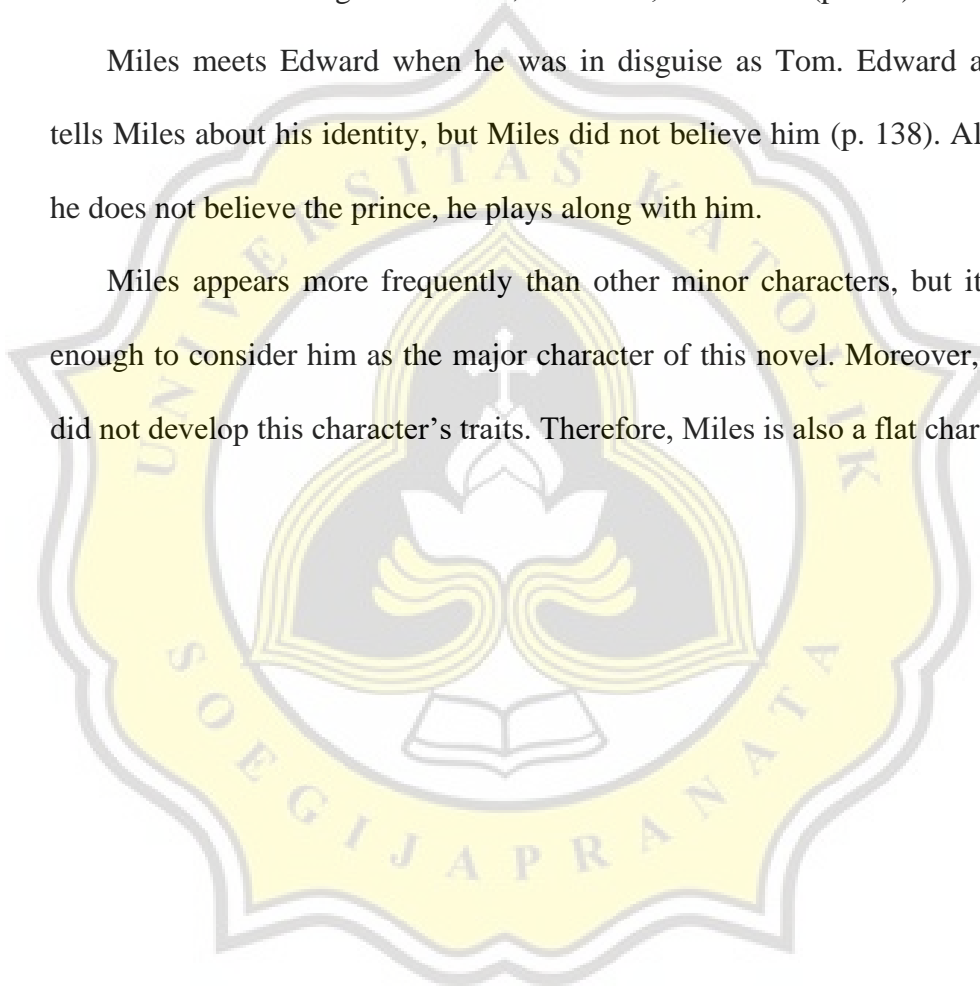 Miles meets Edward when he was in disguise as Tom. Edward a
tells Miles about his identity, but Miles did not believe him (p. 138). Al
he does not believe the prince, he plays along with him.
Miles appears more frequently than other minor characters, but it
enough to consider him as the major character of this novel. Moreover,
did not develop this character’s traits. Therefore, Miles is also a flat char
UNIVERSITAS KATOLIK
SOEGIJAPRANATA